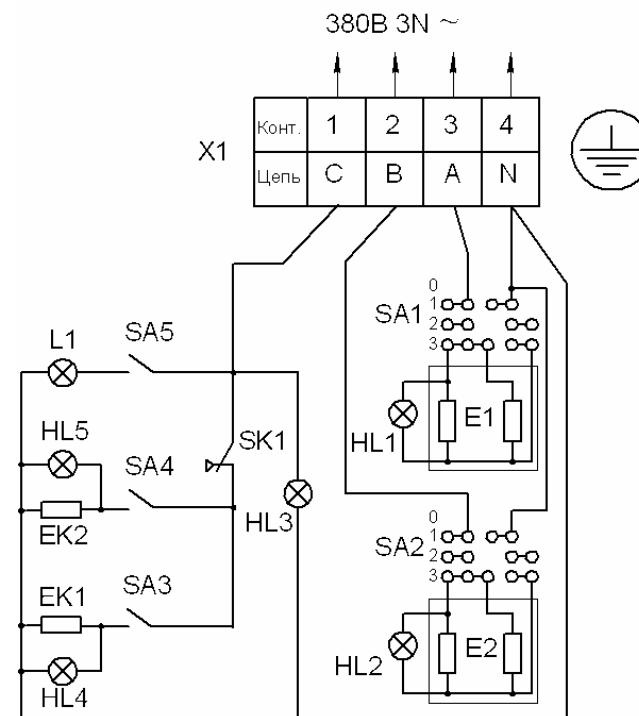 380В 3N ~
X1
Конт. 1 2 3 4
Цепь C B A N
0
SA1
1
2
3
L1
SA5
HL5
SA4
SK1
HL1
E1
EK2
HL3
0
SA2
1
2
3
EK1
SA3
HL4
HL2
E2